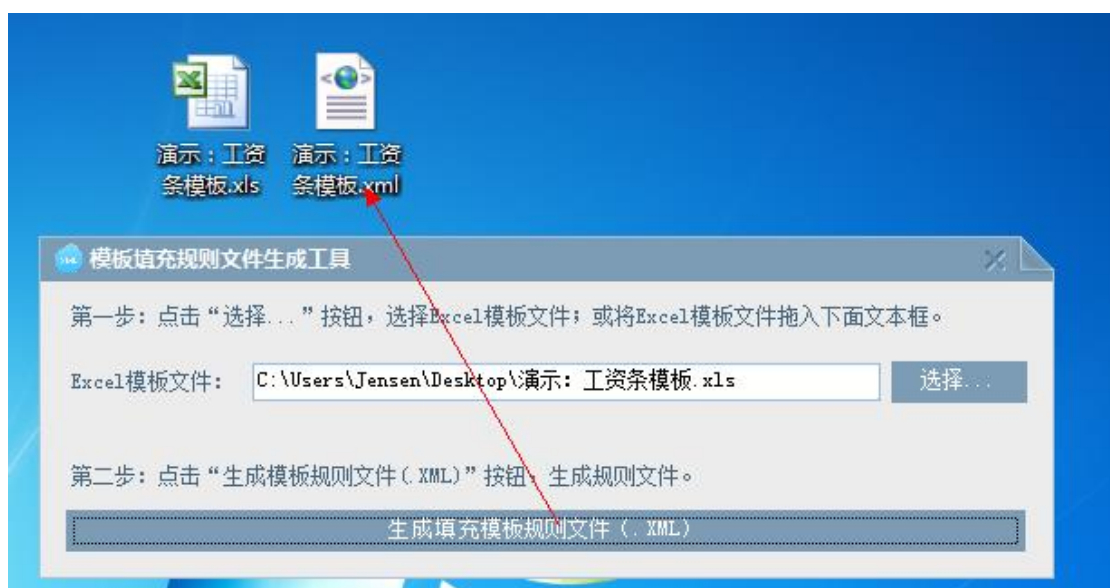 演示：工资
条模板.xls
演示：工资
条模板.xml
模板填充规则文件生成工具
第一步：点击“选择...”按钮，选择Excel模板文件；或将Excel模板文件拖入下面文本框。
Excel模板文件： C:\Users\Jensen\Desktop\演示：工资条模板.xls 选择...
第二步：点击“生成模板规则文件(.XML)”按钮，生成规则文件。
生成填充模板规则文件（.XML）